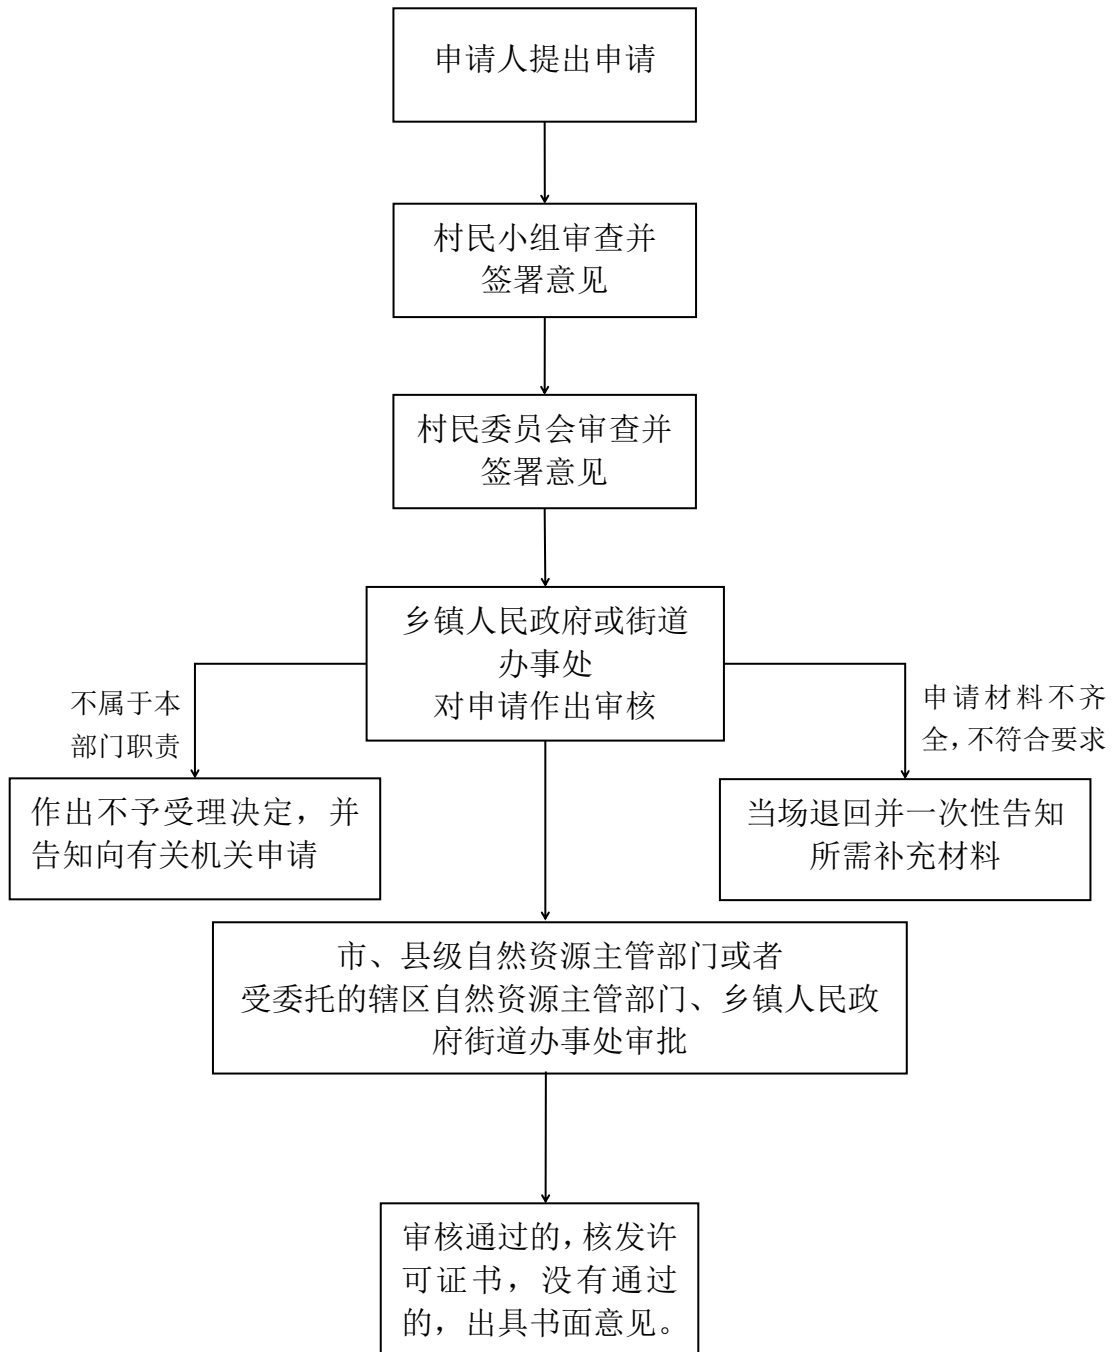 申请人提出申请
村民小组审查并
签署意见
村民委员会审查并
签署意见
乡镇人民政府或街道
办事处
对申请作出审核
不属于本
部门职责
申请材料不齐
全，不符合要求
作出不予受理决定，并
告知向有关机关申请
当场退回并一次性告知
所需补充材料
市、县级自然资源主管部门或者
受委托的辖区自然资源主管部门、乡镇人民政
府街道办事处审批
审核通过的，核发许
可证书，没有通过
的，出具书面意见。